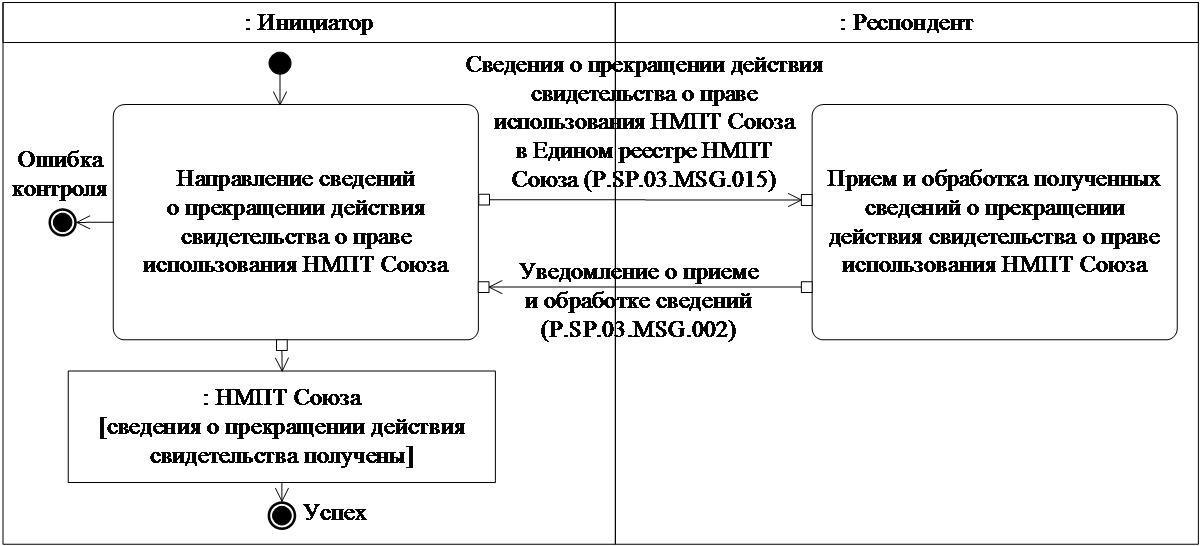 : Инициатор
: Респондент
Сведения о прекращении действия
свидетельства о праве
использования НМПТ Союза
в Едином реестре НМПТ
Союза (P.SP.03.MSG.015)
Ошибка
контроля
Направление сведений
о прекращении действия
свидетельства о праве
использования НМПТ Союза
Прием и обработка полученных
сведений о прекращении
действия свидетельства о праве
использования НМПТ Союза
Уведомление о приеме
и обработке сведений
(P.SP.03.MSG.002)
: НМПТ Союза
[сведения о прекращении действия
свидетельства получены]
Успех